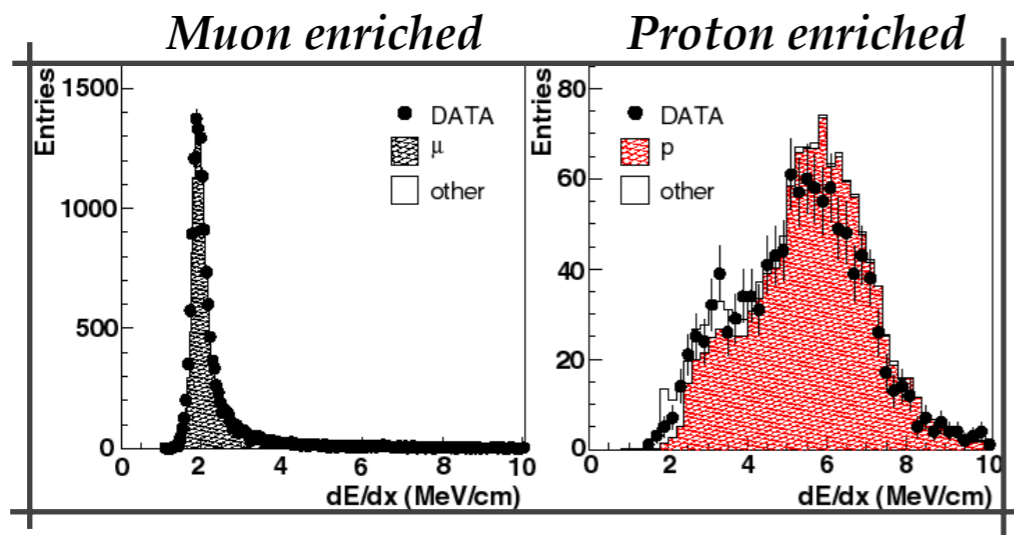 Muon enriched
Entries
1500
1000
500
0
DATA
μ
other
0 2 4 6 8 10
dE/dx (MeV/cm)
Proton enriched
Entries
80
60
40
20
0
DATA
p
other
0 2 4 6 8 10
dE/dx (MeV/cm)